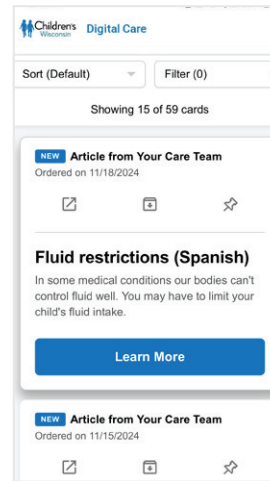 Children's
Wisconsin
Digital Care
Sort (Default)
Filter (0)
Showing 15 of 59 cards
NEW Article from Your Care Team
Ordered on 11/18/2024
Fluid restrictions (Spanish)
In some medical conditions our bodies can't
control fluid well. You may have to limit your
child's fluid intake.
Learn More
NEW Article from Your Care Team
Ordered on 11/15/2024